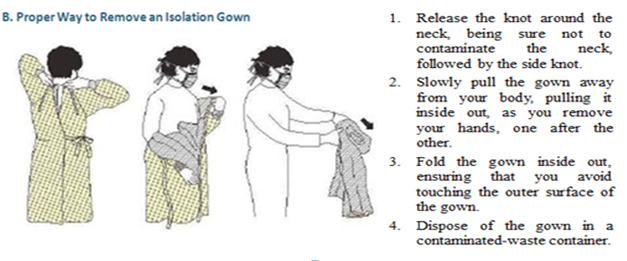 B. Proper Way to Remove an Isolation Gown
1. Release the knot around the
neck, being sure not to
contaminate the neck,
followed by the side knot.
2. Slowly pull the gown away
from your body, pulling it
inside out, as you remove
your hands, one after the
other.
3. Fold the gown inside out,
ensuring that you avoid
touching the outer surface of
the gown.
4. Dispose of the gown in a
contaminated-waste container.